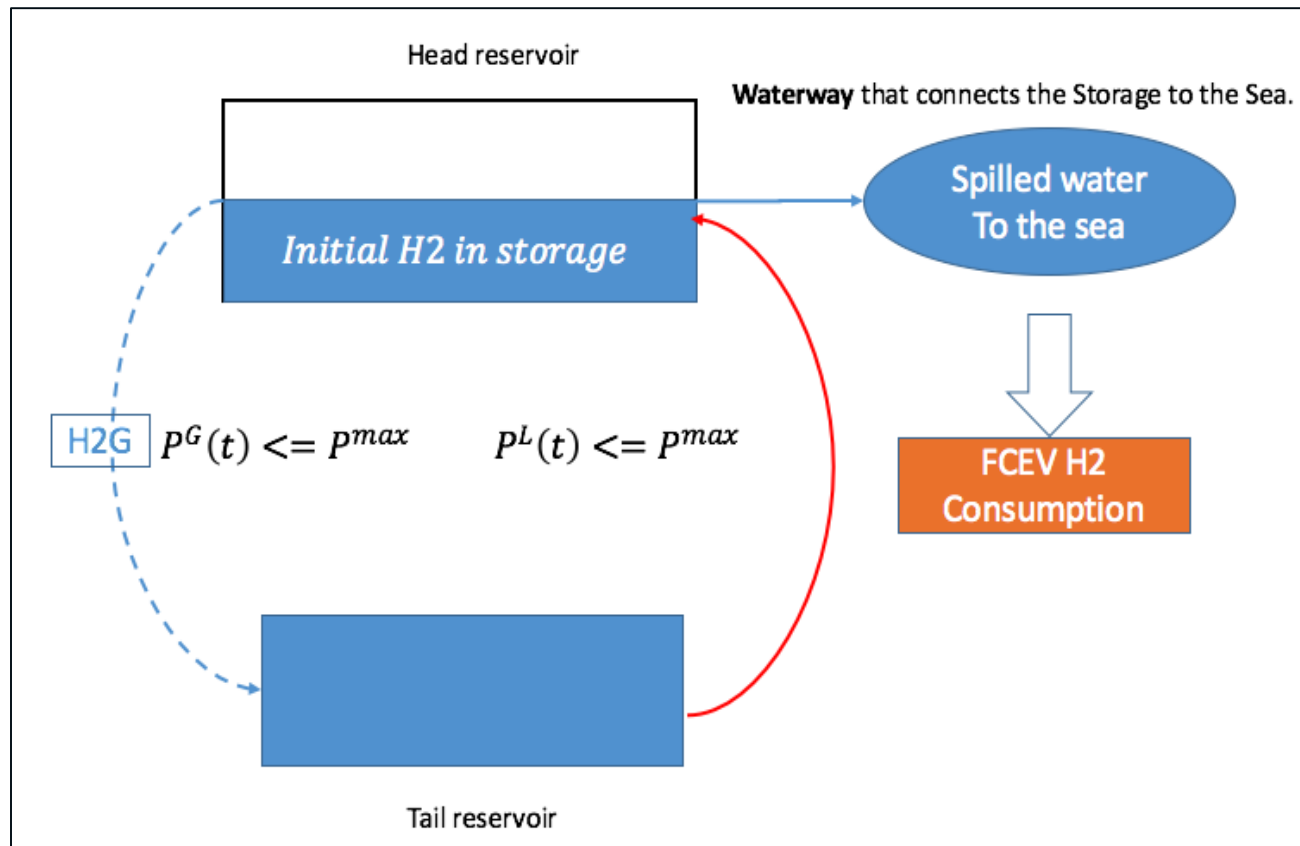 Head reservoir
Waterway that connects the Storage to the Sea.
Spilled water
To the sea
Initial H2 in storage
H2G
P^G(t) <= P^max
P^L(t) <= P^max
FCEV H2
Consumption
Tail reservoir